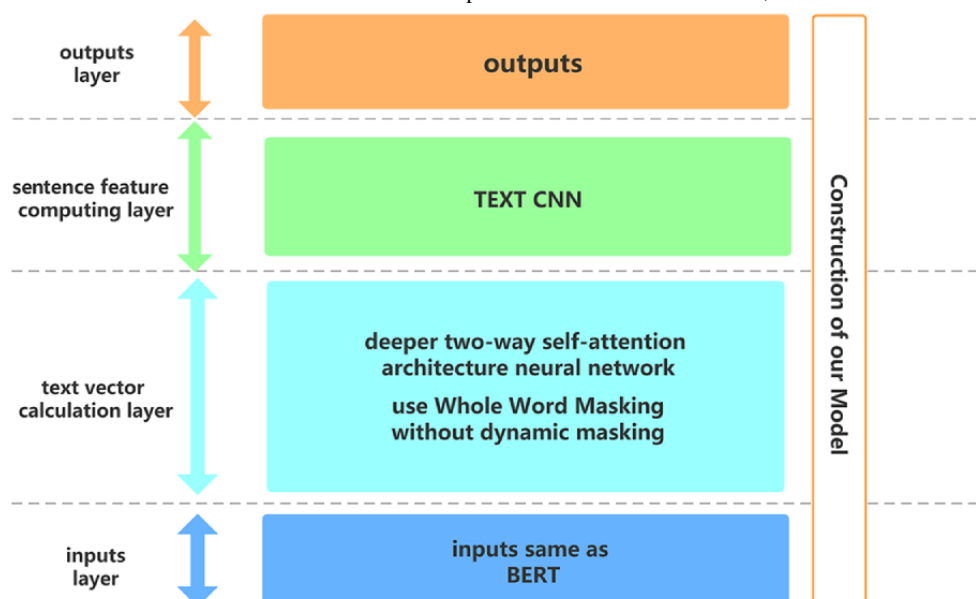 outputs
layer
outputs
sentence feature
computing layer
TEXT CNN
text vector
calculation layer
deeper two-way self-attention
architecture neural network
use Whole Word Masking
without dynamic masking
inputs
layer
inputs same as
BERT
Construction of our Model